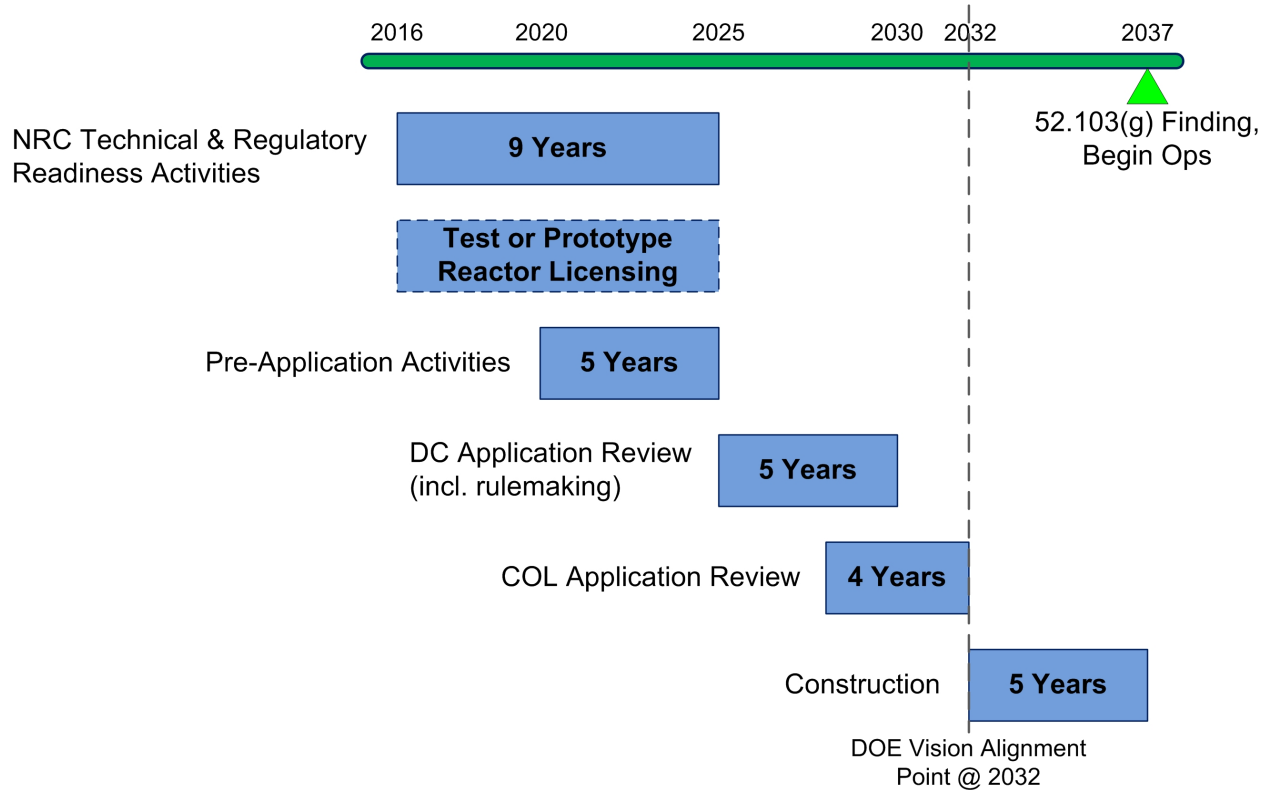 2016 2020 2025 2030 2032 2037
52.103(g) Finding,
Begin Ops
NRC Technical & Regulatory
Readiness Activities
9 Years
Test or Prototype
Reactor Licensing
Pre-Application Activities
5 Years
DC Application Review
(incl. rulemaking)
5 Years
COL Application Review
4 Years
Construction
5 Years
DOE Vision Alignment
Point @ 2032